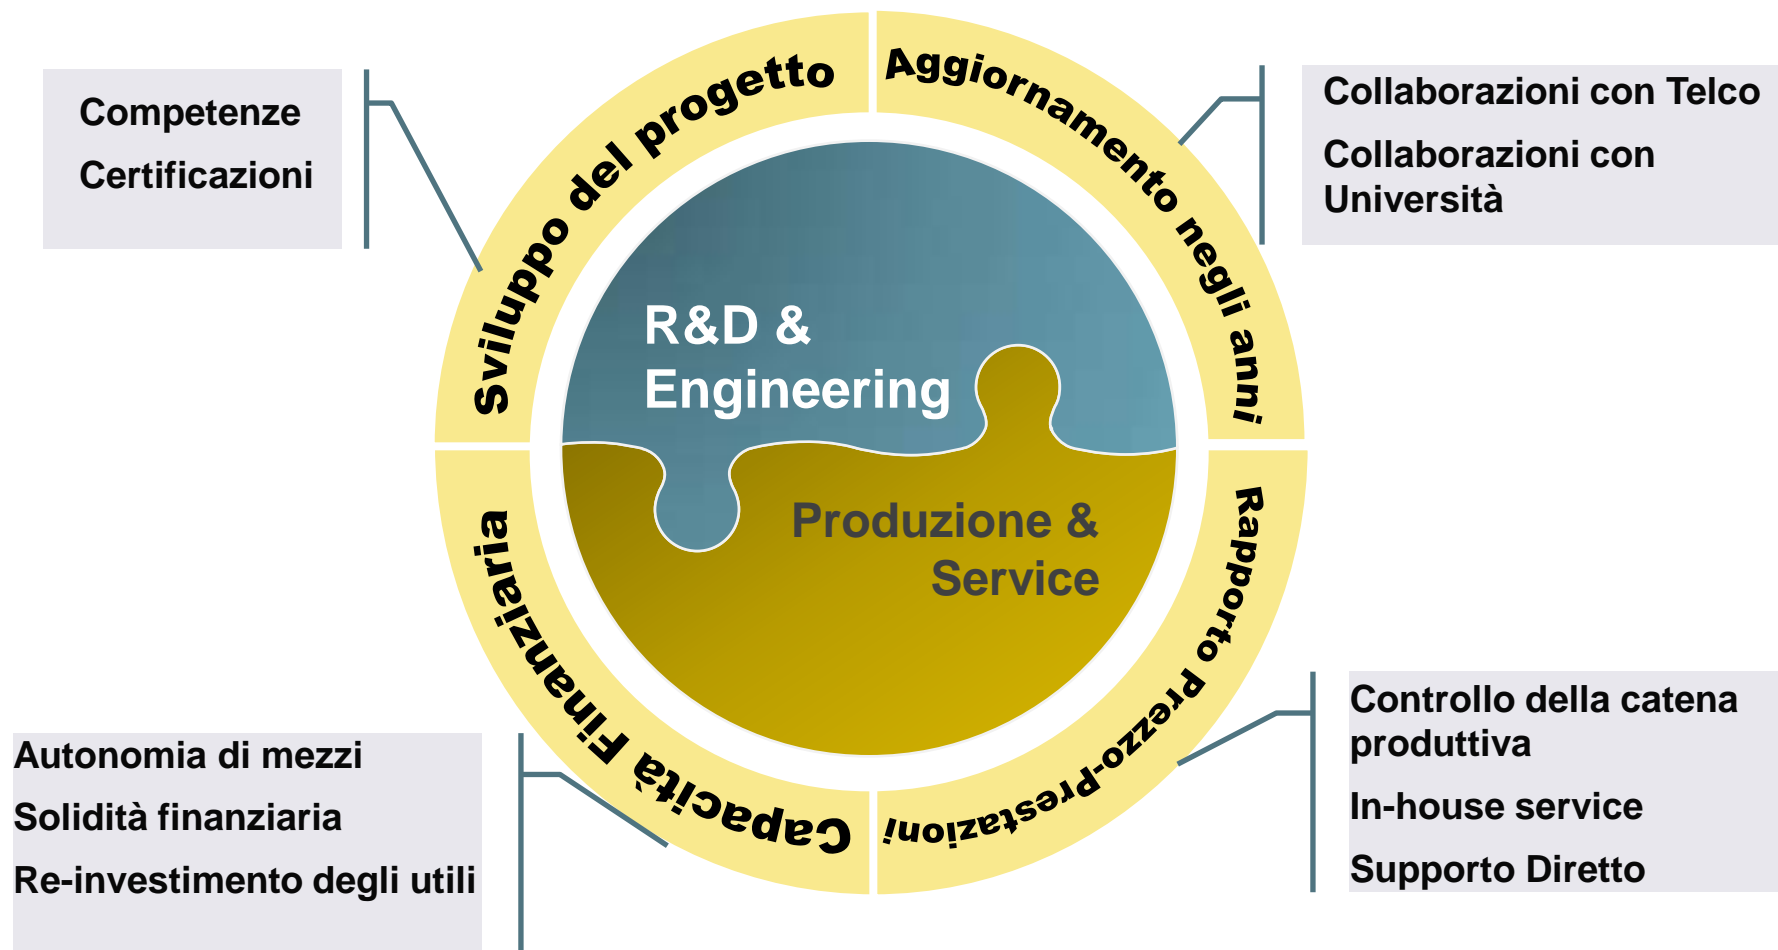 Competenze
Certificazioni
Sviluppo del progetto
Aggiornamento negli anni
Collaborazioni con Telco
Collaborazioni con
Università
R&D &
Engineering
Produzione &
Service
Capacità Finanziaria
Rapporto Prezzo-Prestazioni
Autonomia di mezzi
Solidità finanziaria
Re-investimento degli utili
Controllo della catena
produttiva
In-house service
Supporto Diretto